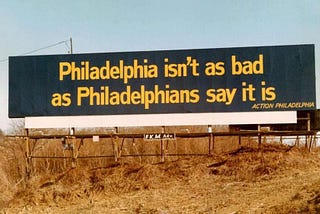 Philadelphia isn't as bad
as Philadelphians say it is
ACTION PHILADELPHIA